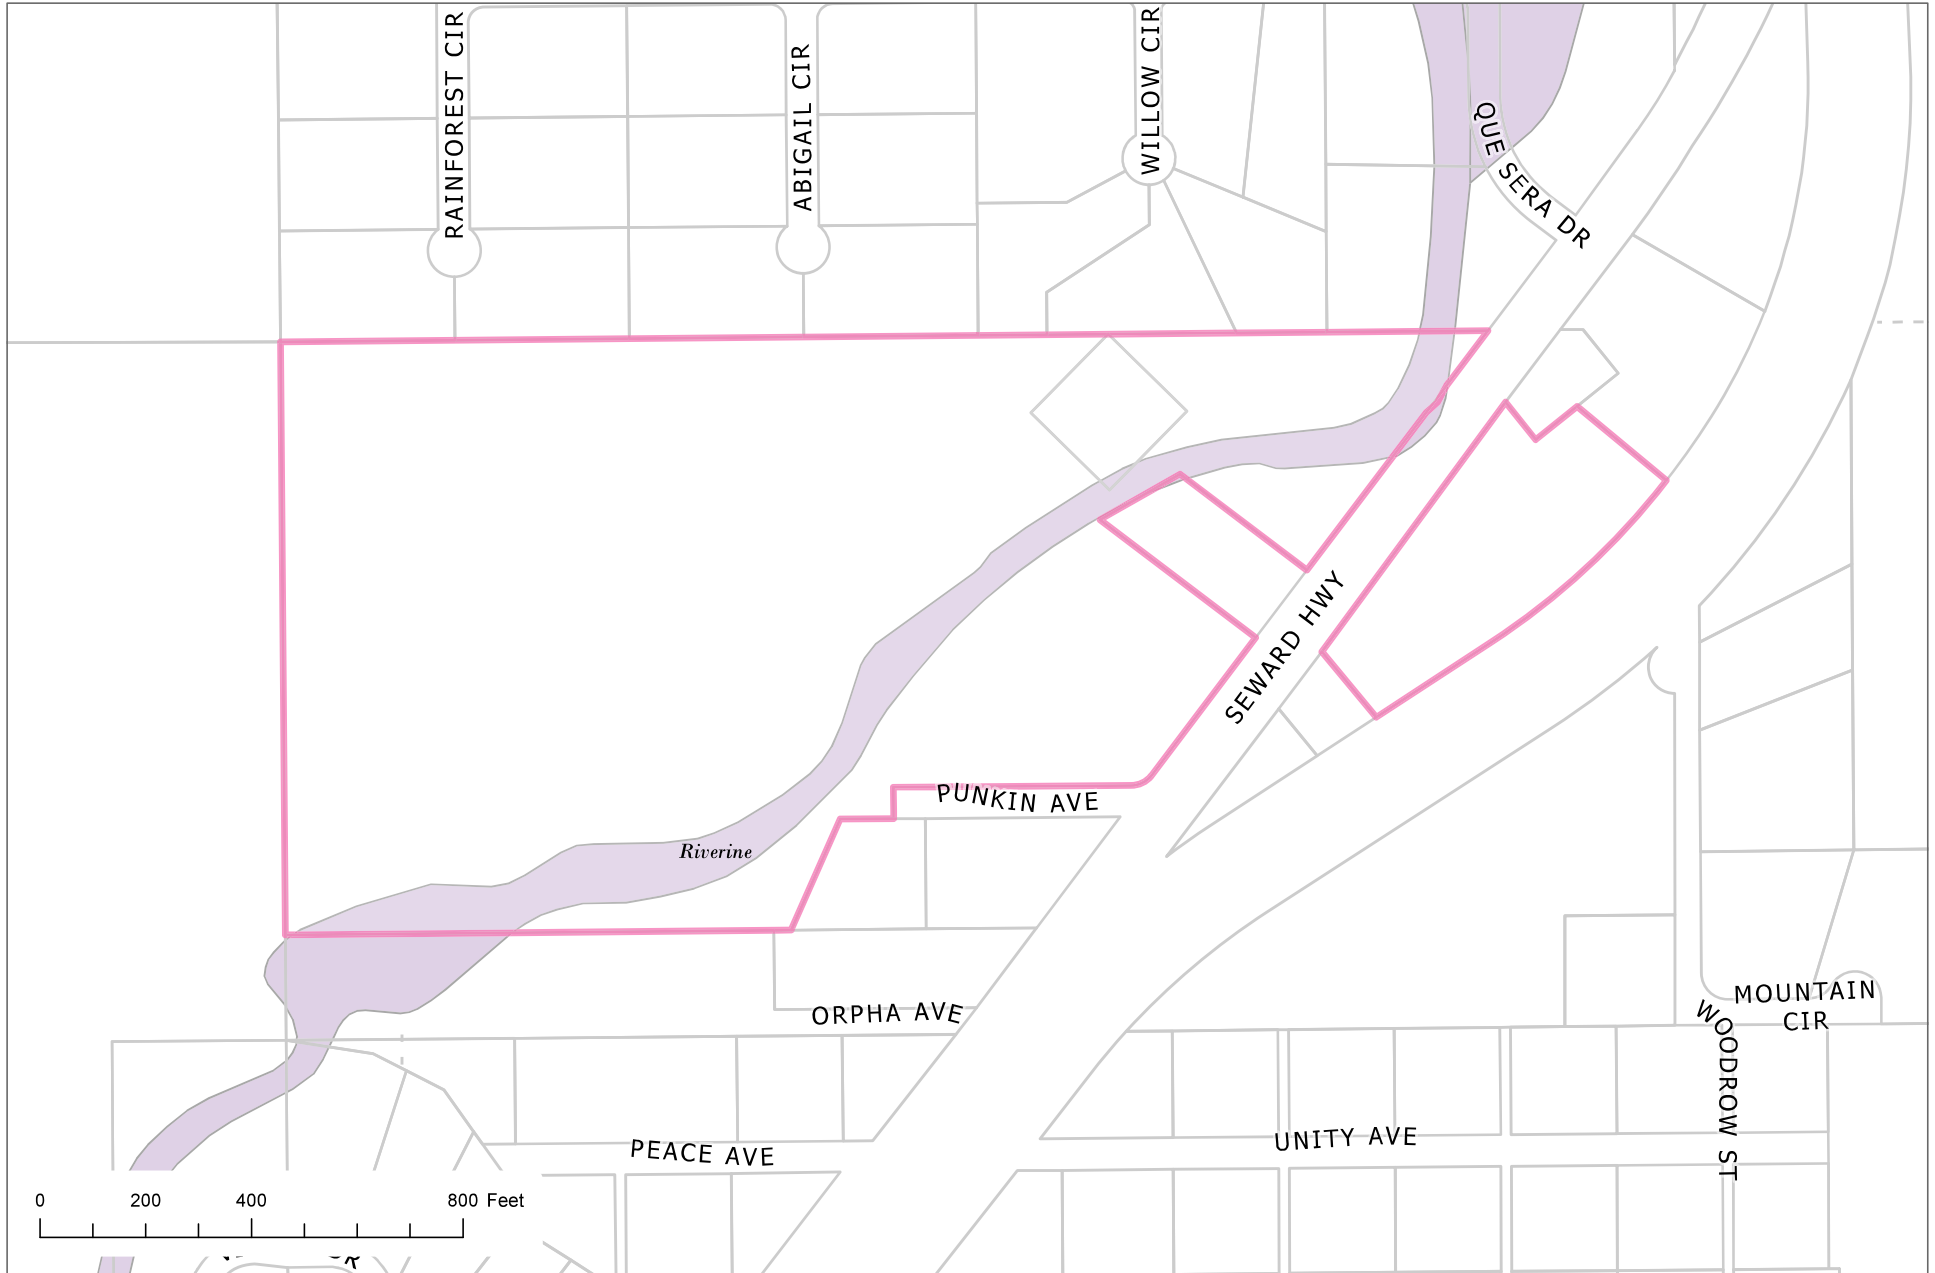 RAINFOREST CIR
ABIGAIL CIR
WILLOW CIR
QUE SERA DR
SEWARD HWY
PUNKIN AVE
Riverine
ORPHA AVE
MOUNTAIN
CIR
WOODROW ST
PEACE AVE
UNITY AVE
0 200 400 800 Feet